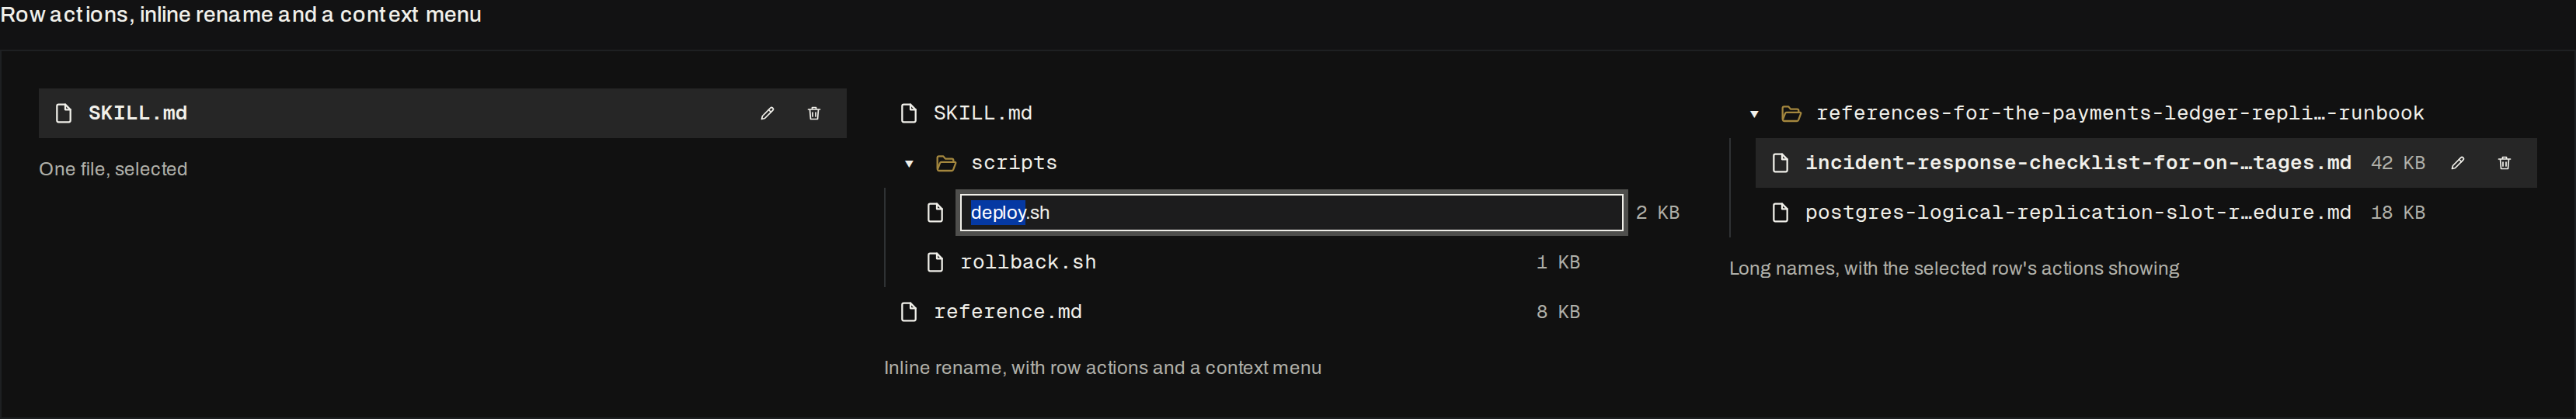 Row actions, inline rename and a context menu
SKILL.md
One file, selected
SKILL.md
scripts
deploy.sh 2 KB
rollback.sh 1 KB
reference.md 8 KB
Inline rename, with row actions and a context menu
references-for-the-payments-ledger-repli…-runbook
incident-response-checklist-for-on-…tages.md 42 KB
postgres-logical-replication-slot-r…edure.md 18 KB
Long names, with the selected row's actions showing